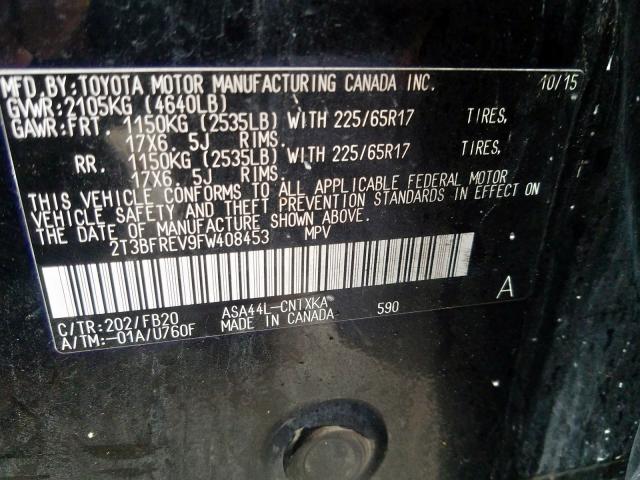 MFD. BY: TOYOTA MOTOR MANUFACTURING CANADA INC. 10/15
GVWR: 2105KG (4640LB)
GAWR: FRT. 1150KG (2535LB) WITH 225/65R17 TIRES,
17X6. 5J RIMS.
RR. 1150KG (2535LB) WITH 225/65R17 TIRES,
17X6. 5J RIMS.
THIS VEHICLE CONFORMS TO ALL APPLICABLE FEDERAL MOTOR
VEHICLE SAFETY AND THEFT PREVENTION STANDARDS IN EFFECT ON
THE DATE OF MANUFACTURE SHOWN ABOVE.
2T3BFREV9FW408453 MPV
A
C/TR: 202/FB20 ASA44L-CNTXKA 590
A/TM: -01A/U760F MADE IN CANADA